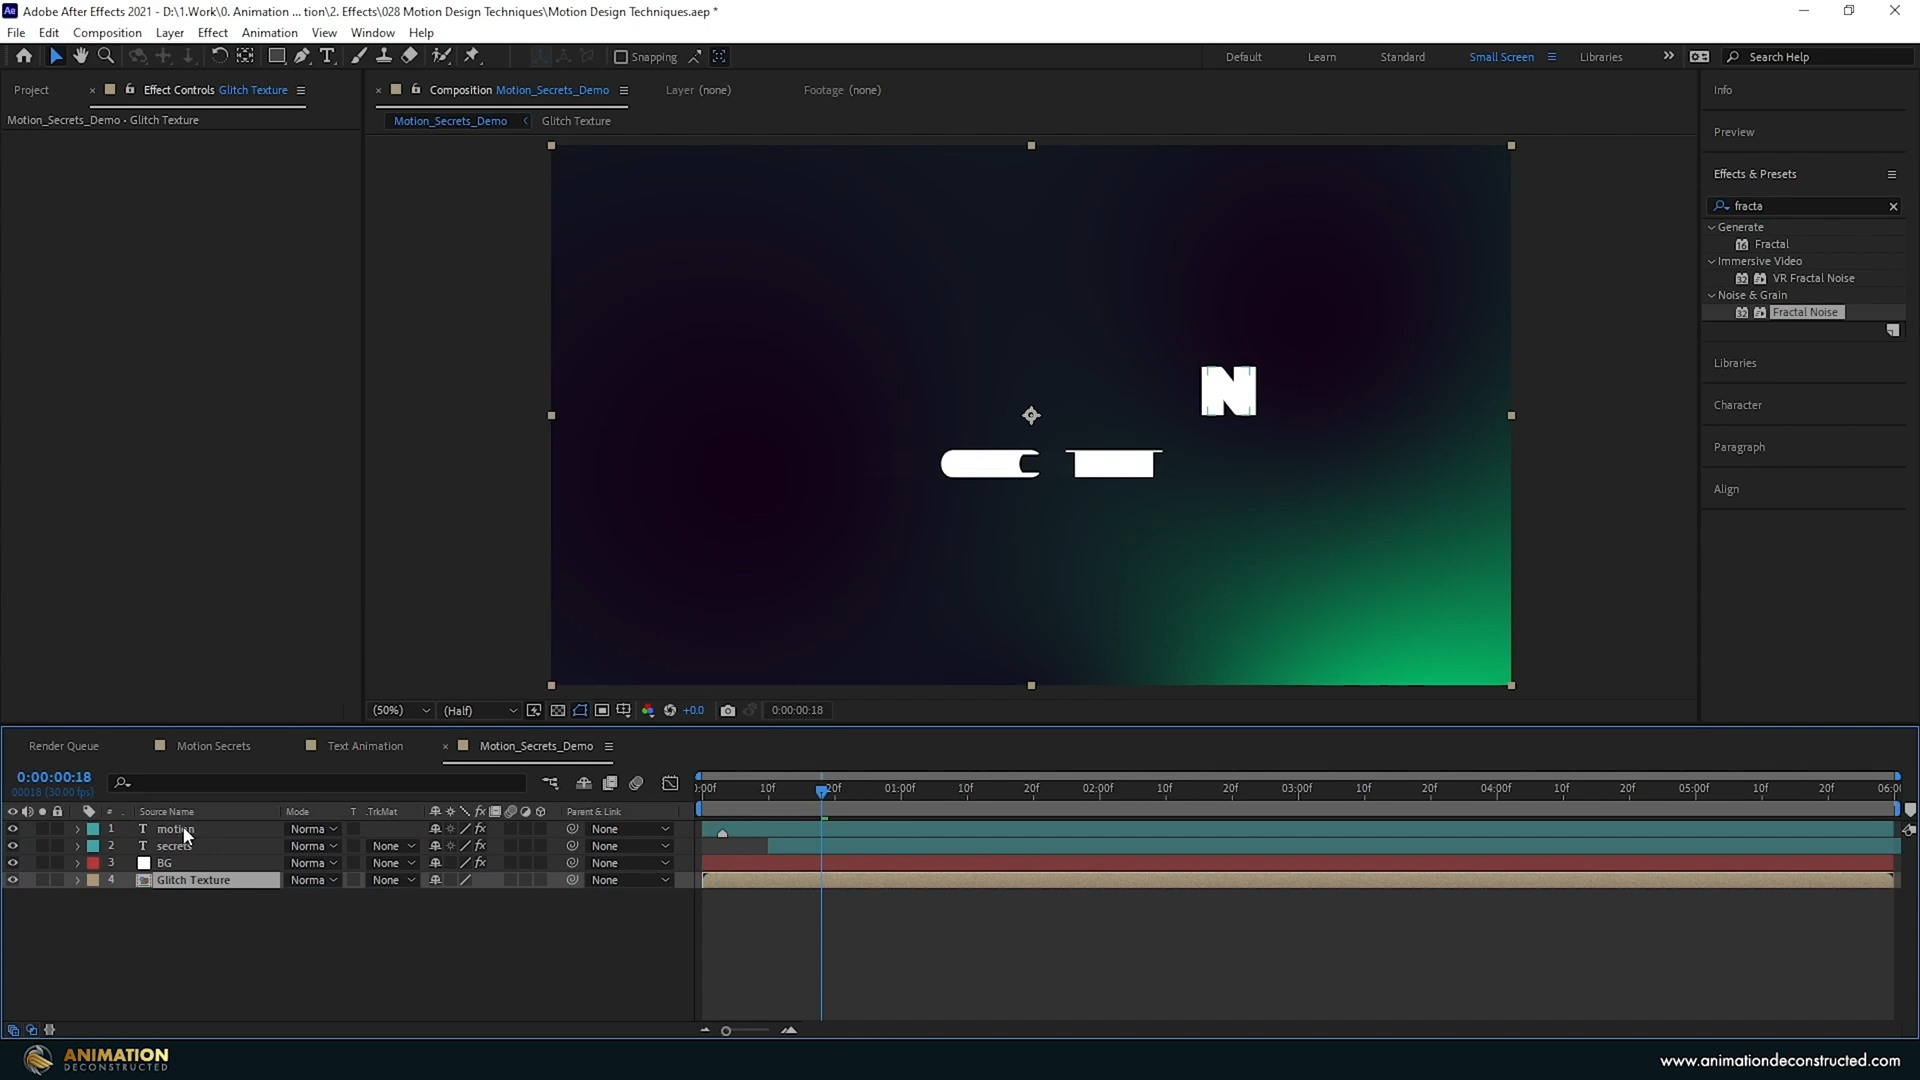 Adobe After Effects 2021 - D:\1.Work\0. Animation ... tion\2. Effects\028 Motion Design Techniques\Motion Design Techniques.aep *
File Edit Composition Layer Effect Animation View Window Help
Snapping
Default Learn Standard Small Screen Libraries Search Help
Project Effect Controls Glitch Texture
Composition Motion_Secrets_Demo Layer (none) Footage (none)
Motion_Secrets_Demo · Glitch Texture
Motion_Secrets_Demo Glitch Texture
Info
Preview
Effects & Presets
fracta
Generate
Fractal
Immersive Video
VR Fractal Noise
Noise & Grain
Fractal Noise
Libraries
Character
Paragraph
Align
N
(50%) (Half) +0.0 0:00:00:18
Render Queue Motion Secrets Text Animation Motion_Secrets_Demo
0:00:00:18
00018 (30.00 fps)
:00f 10f 20f 01:00f 10f 20f 02:00f 10f 20f 03:00f 10f 20f 04:00f 10f 20f 05:00f 10f 20f 06:00
# Source Name Mode T .TrkMat Parent & Link
1 T motion Norma None
2 T secrets Norma None None
3 BG Norma None None
4 Glitch Texture Norma None None
ANIMATION
DECONSTRUCTED
www.animationdeconstructed.com